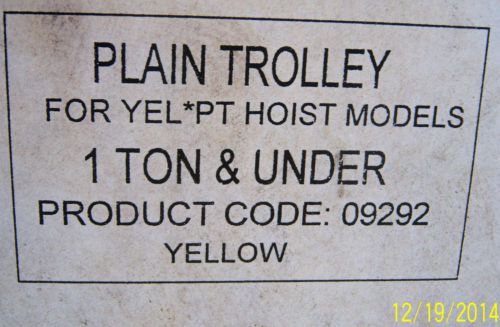 PLAIN TROLLEY
FOR YEL*PT HOIST MODELS
1 TON & UNDER
PRODUCT CODE: 09292
YELLOW
12/19/2014